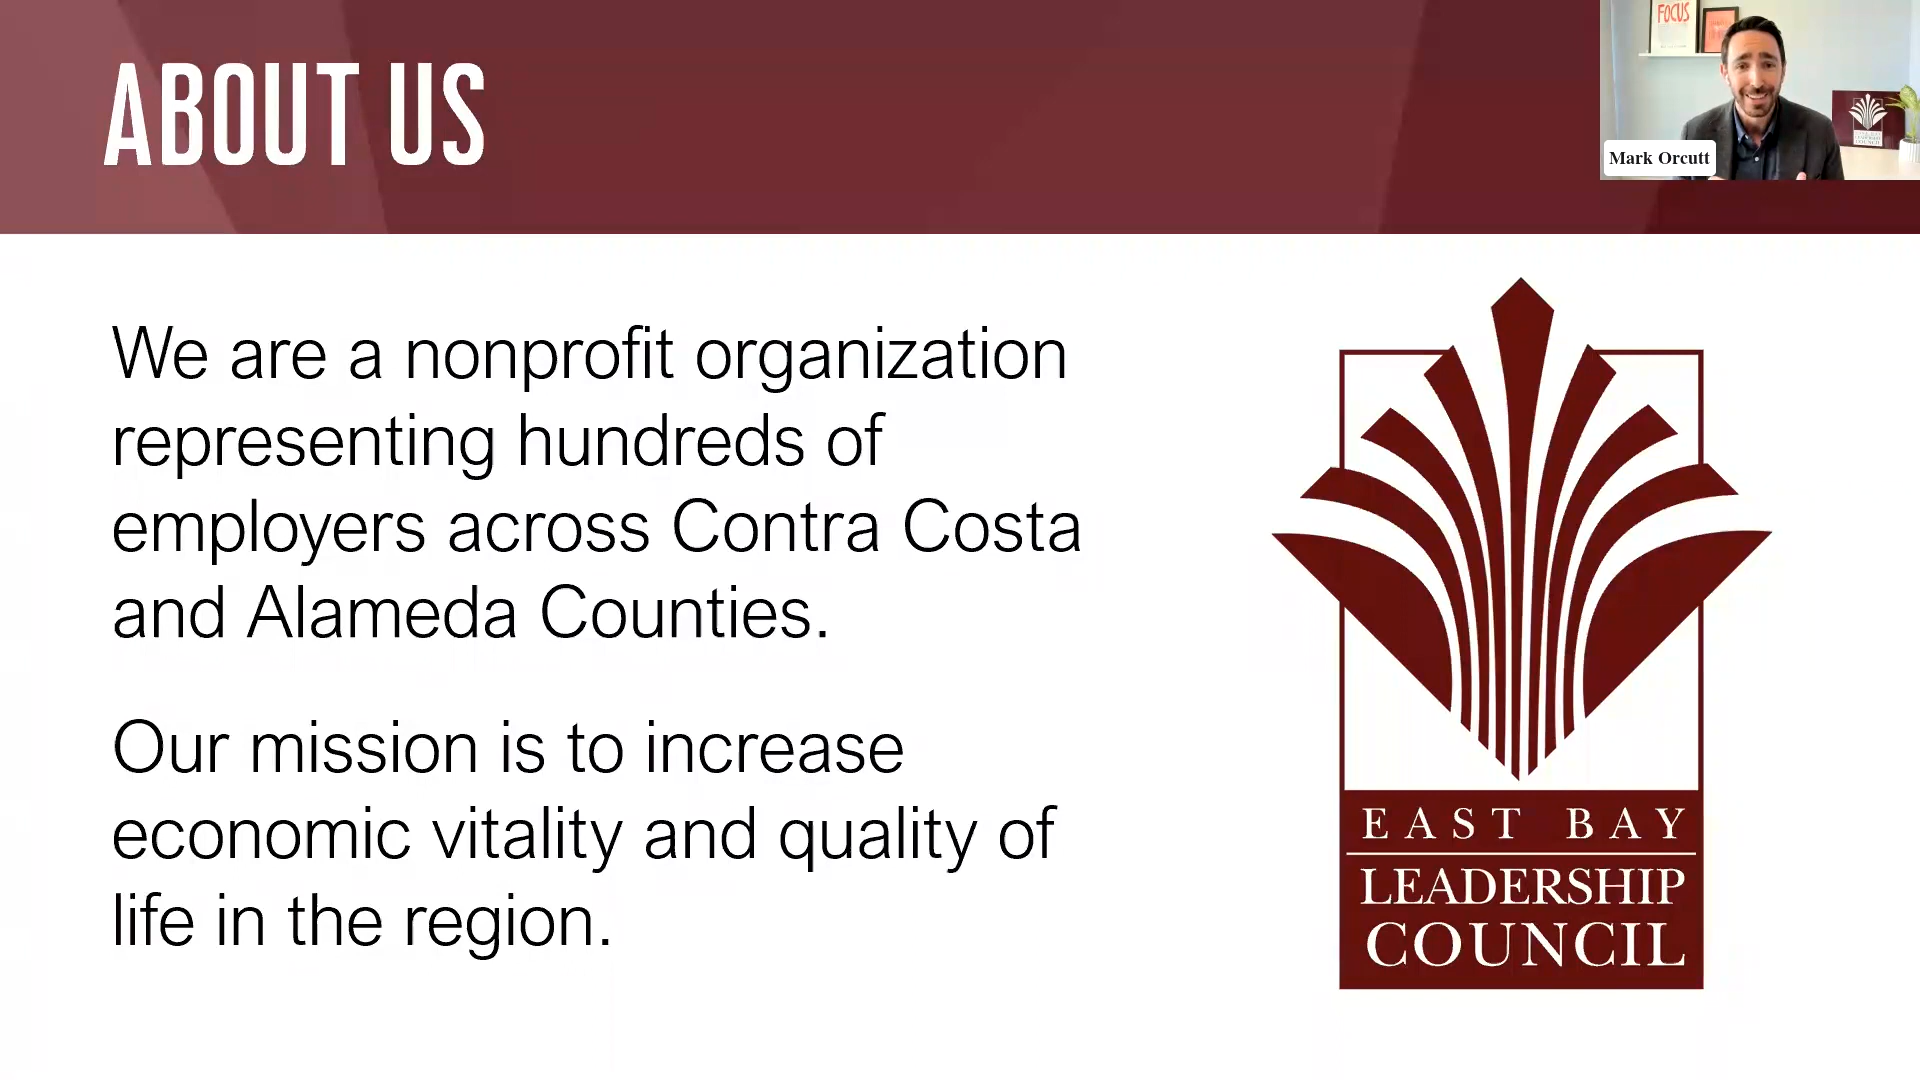 ABOUT US
FOCUS
Mark Orcutt
We are a nonprofit organization
representing hundreds of
employers across Contra Costa
and Alameda Counties.
Our mission is to increase
economic vitality and quality of
life in the region.
EAST BAY
LEADERSHIP
COUNCIL